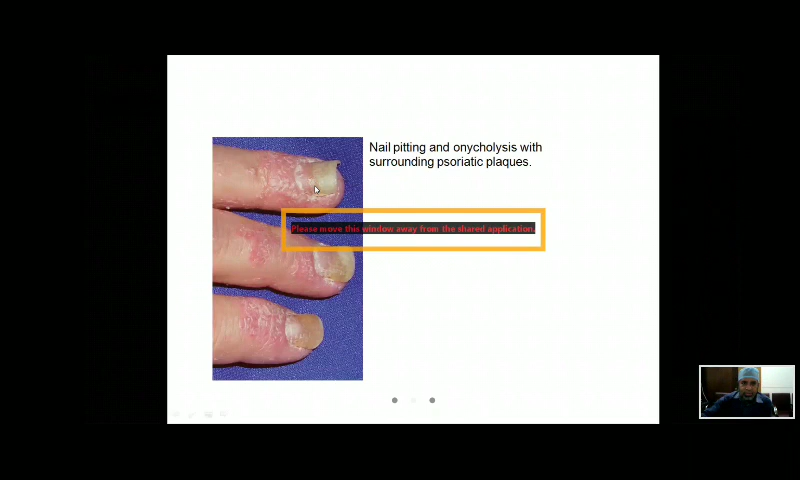 Nail pitting and onycholysis with
surrounding psoriatic plaques.
Please move this window away from the shared application.